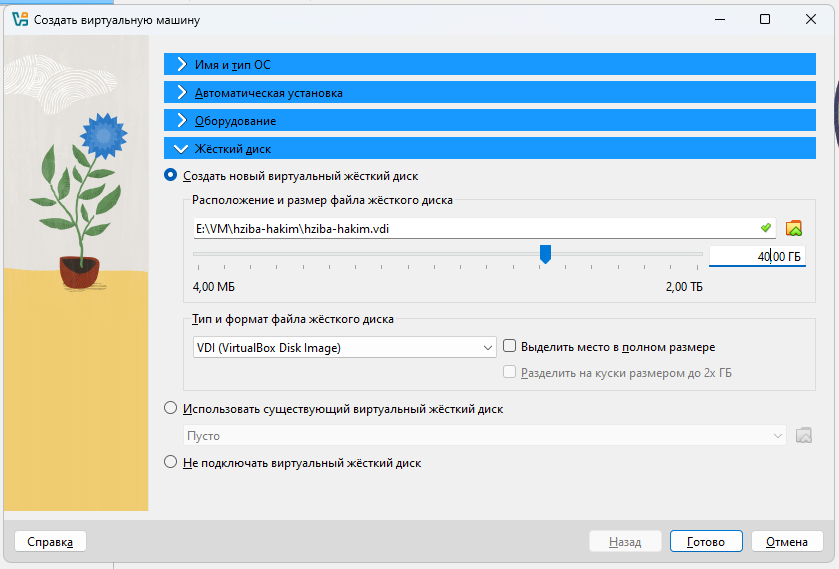 Создать виртуальную машину
Имя и тип ОС
Автоматическая установка
Оборудование
Жёсткий диск
Создать новый виртуальный жёсткий диск
Расположение и размер файла жёсткого диска
E:\VM\hziba-hakim\hziba-hakim.vdi
40,00 ГБ
4,00 МБ
2,00 ТБ
Тип и формат файла жёсткого диска
VDI (VirtualBox Disk Image)
Выделить место в полном размере
Разделить на куски размером до 2х ГБ
Использовать существующий виртуальный жёсткий диск
Пусто
Не подключать виртуальный жёсткий диск
Справка
Назад
Готово
Отмена